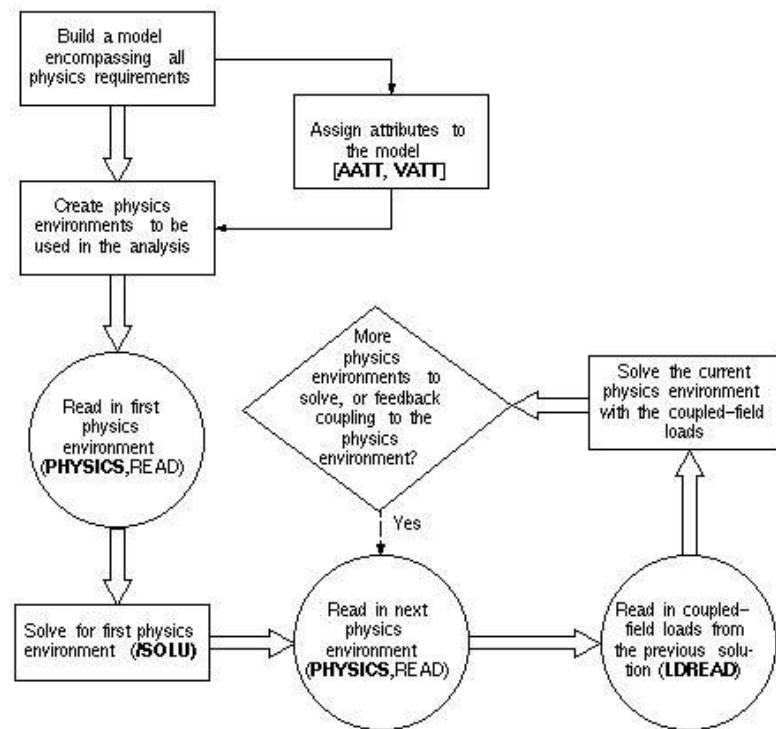 Build a model
encompassing all
physics requirements
Assign attributes to
the model
[AATT, VATT]
Create physics
environments to be
used in the analysis
Read in first
physics
environment
(PHYSICS,READ)
Solve for first physics
environment (/SOLU)
More
physics
environments to
solve, or feedback
coupling to the
physics
environment?
Yes
Read in next
physics
environment
(PHYSICS,READ)
Read in coupled–
field loads from
the previous solu–
tion (LDREAD)
Solve the current
physics environment
with the coupled–field
loads